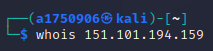 ┌──(a1750906㉿kali)-[~]
└─$ whois 151.101.194.159